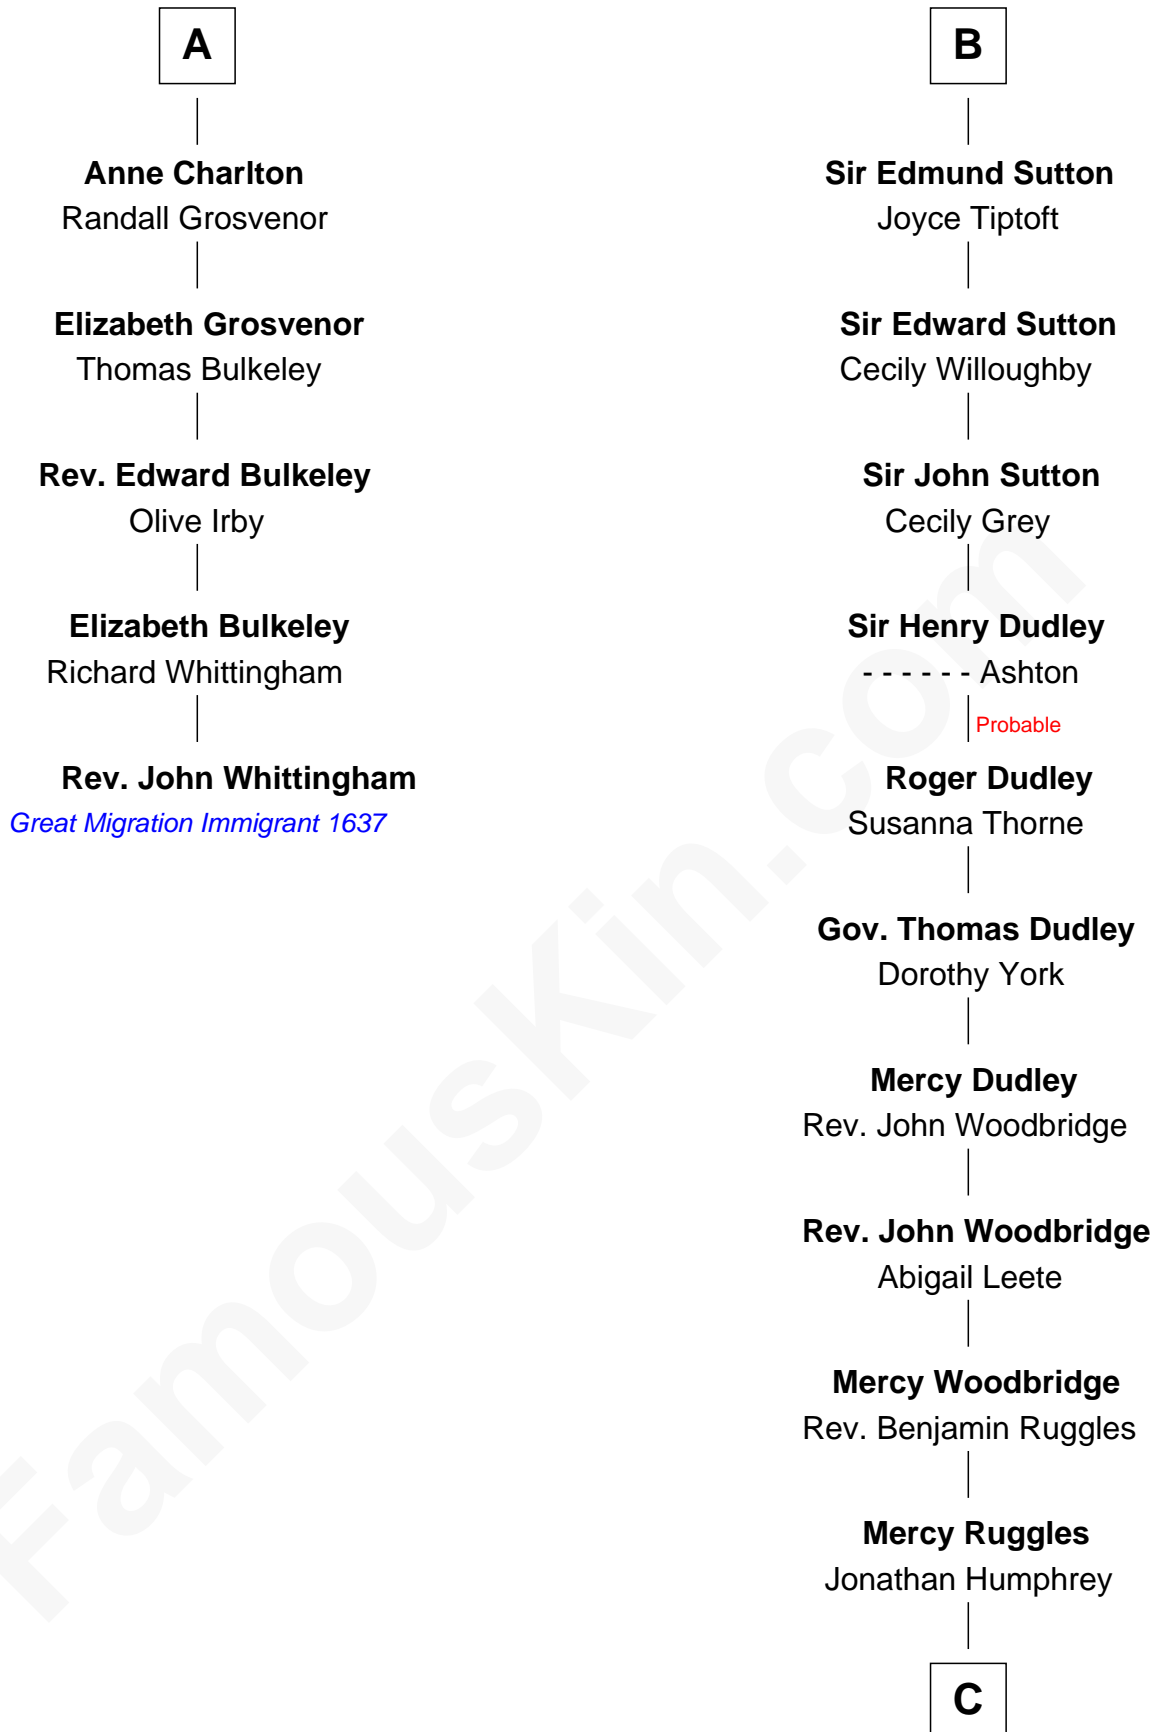 A
Anne Charlton
Randall Grosvenor
Elizabeth Grosvenor
Thomas Bulkeley
Rev. Edward Bulkeley
Olive Irby
Elizabeth Bulkeley
Richard Whittingham
Rev. John Whittingham
Great Migration Immigrant 1637
B
Sir Edmund Sutton
Joyce Tiptoft
Sir Edward Sutton
Cecily Willoughby
Sir John Sutton
Cecily Grey
Sir Henry Dudley
- - - - - - Ashton
Probable
Roger Dudley
Susanna Thorne
Gov. Thomas Dudley
Dorothy York
Mercy Dudley
Rev. John Woodbridge
Rev. John Woodbridge
Abigail Leete
Mercy Woodbridge
Rev. Benjamin Ruggles
Mercy Ruggles
Jonathan Humphrey
C
FamousKin.com